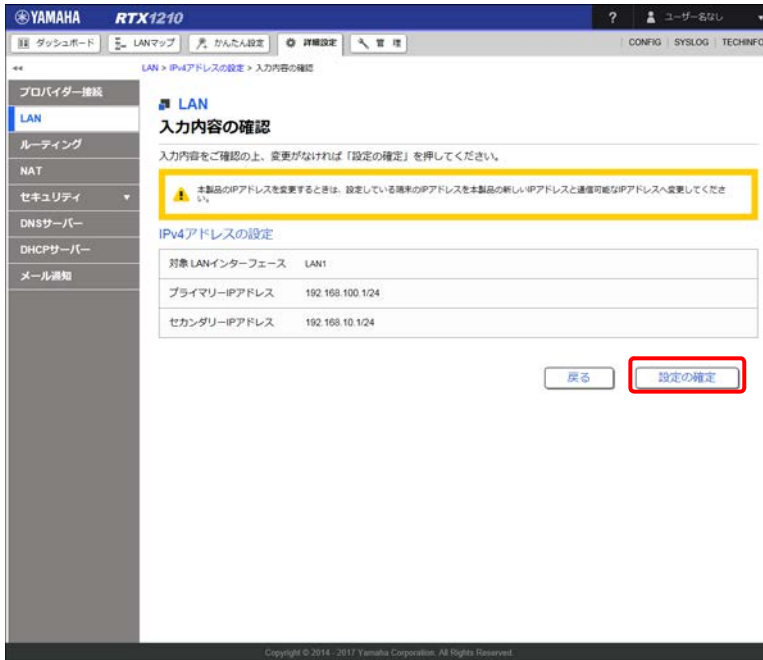 YAMAHA RTX1210 ? ユーザー名なし
ダッシュボード LANマップ かんたん設定 詳細設定 管理 CONFIG SYSLOG TECHINFO
LAN > IPv4アドレスの設定 > 入力内容の確認
プロバイダー接続
LAN
ルーティング
NAT
セキュリティ
DNSサーバー
DHCPサーバー
メール通知
LAN
入力内容の確認
入力内容をご確認の上、変更がなければ「設定の確定」を押してください。
本製品のIPアドレスを変更するときは、設定している端末のIPアドレスを本製品の新しいIPアドレスと通信可能なIPアドレスへ変更してくださ
い。
IPv4アドレスの設定
対象 LANインターフェース LAN1
プライマリーIPアドレス 192.168.100.1/24
セカンダリーIPアドレス 192.168.10.1/24
戻る 設定の確定
Copyright © 2014 - 2017 Yamaha Corporation. All Rights Reserved.